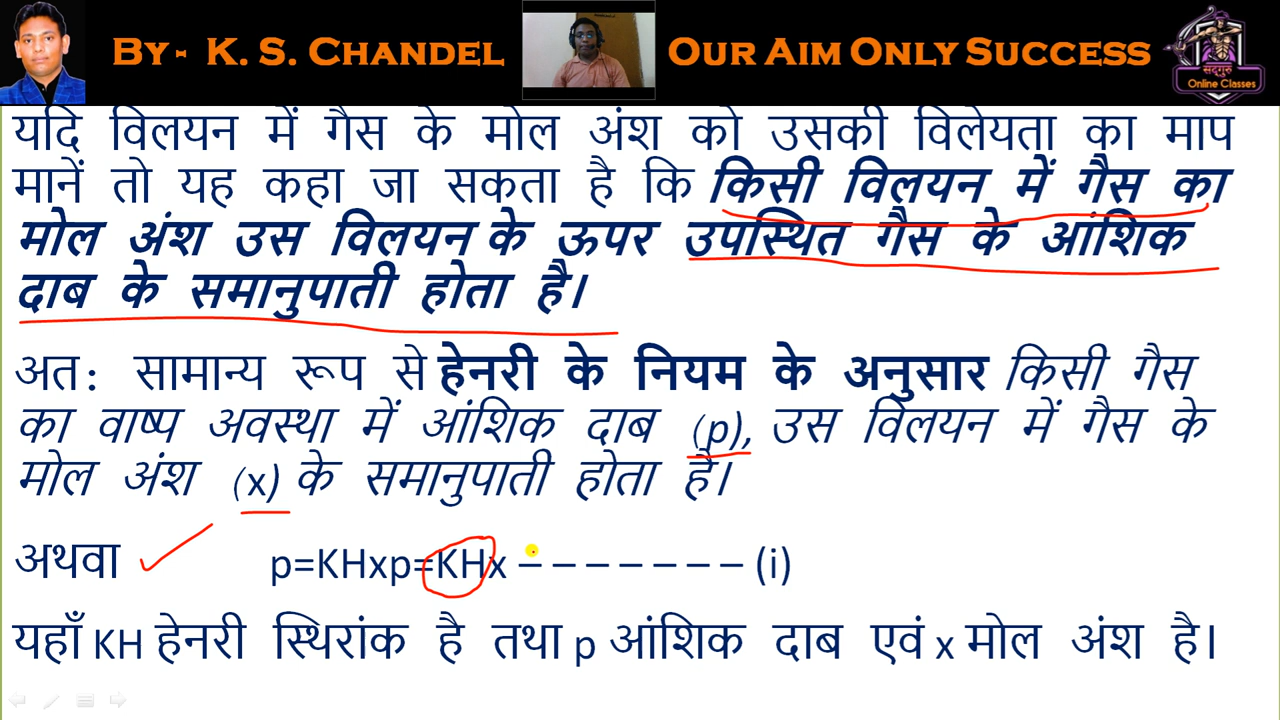 BY - K. S. CHANDEL
OUR AIM ONLY SUCCESS
सद्गुरु
Online Classes
यदि विलयन में गैस के मोल अंश को उसकी विलेयता का माप
मानें तो यह कहा जा सकता है कि किसी विलयन में गैस का
मोल अंश उस विलयन के ऊपर उपस्थित गैस के आंशिक
दाब के समानुपाती होता है।
अत: सामान्य रूप से हेनरी के नियम के अनुसार किसी गैस
का वाष्प अवस्था में आंशिक दाब (p), उस विलयन में गैस के
मोल अंश (x) के समानुपाती होता है।
अथवा p=KHxp=KHx – – – – – – – (i)
यहाँ KH हेनरी स्थिरांक है तथा p आंशिक दाब एवं x मोल अंश है।